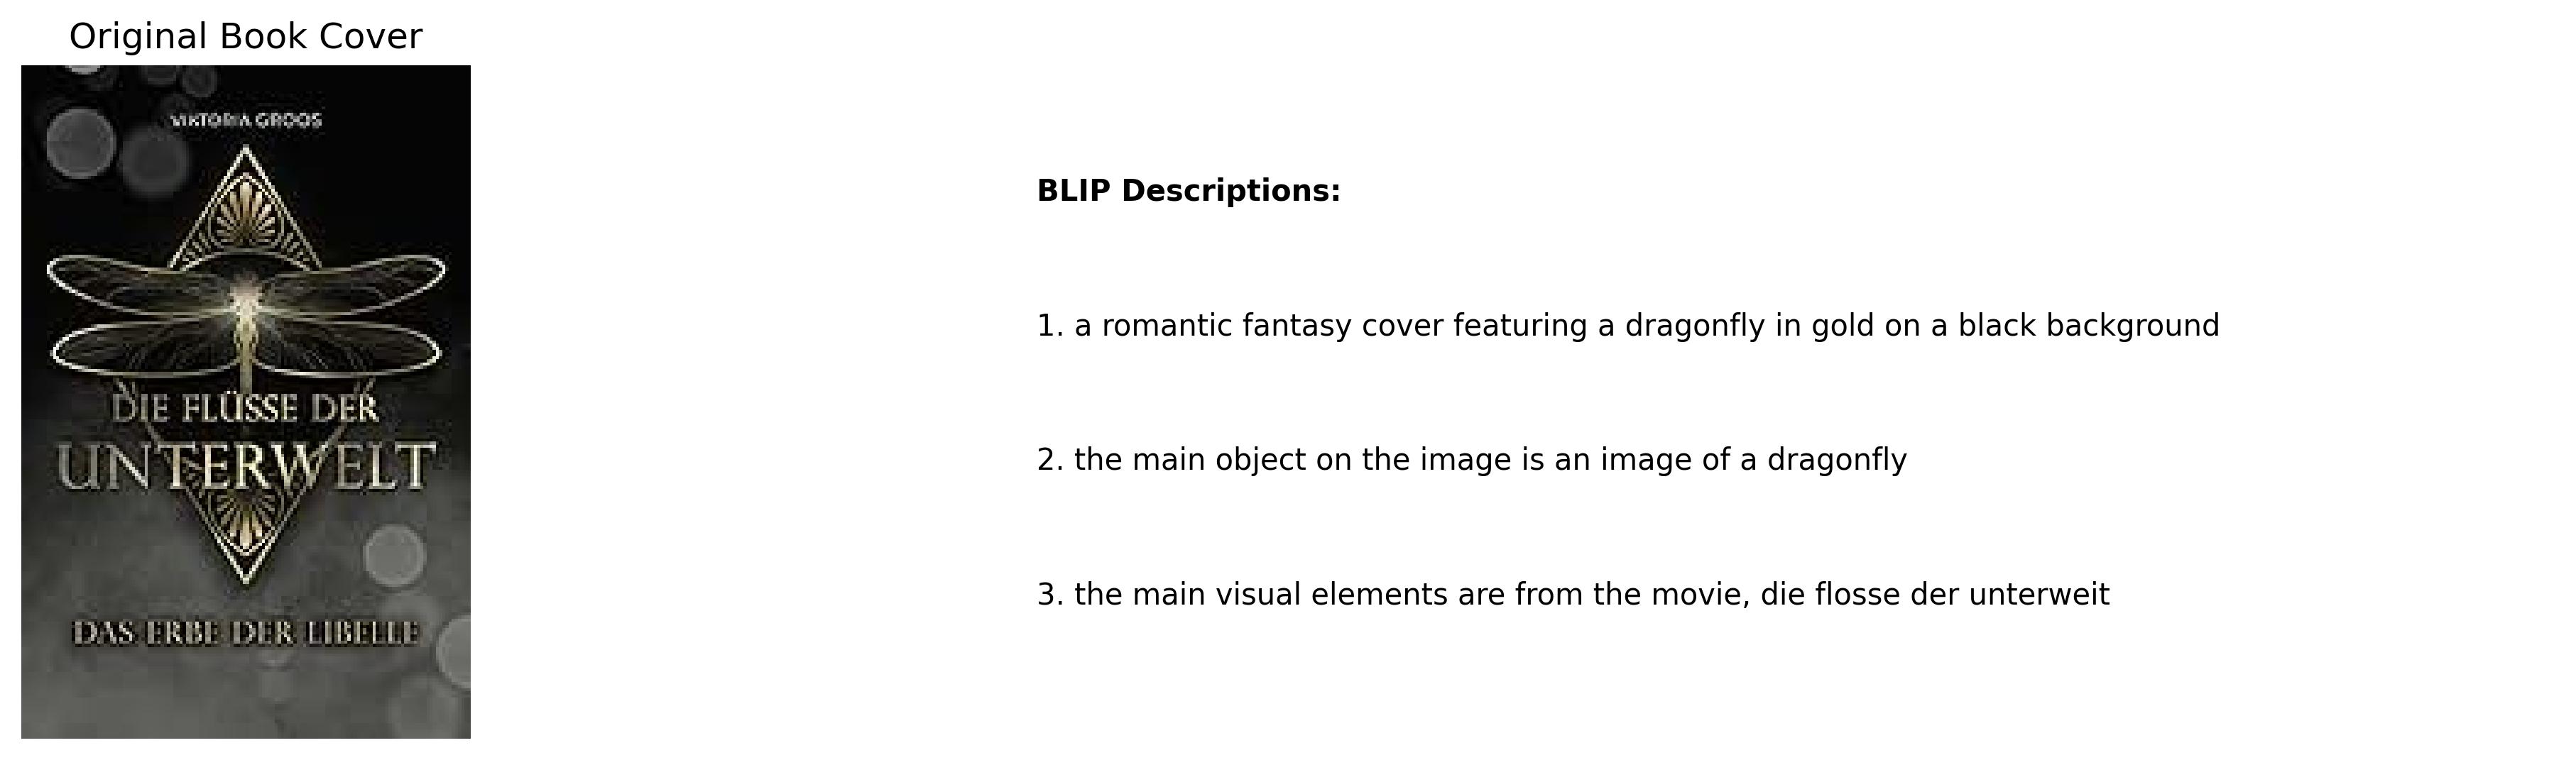 Original Book Cover
VIKTORIA GROOS
DIE FLÜSSE DER
UNTERWELT
DAS ERBE DER LIBELLE
BLIP Descriptions:
1. a romantic fantasy cover featuring a dragonfly in gold on a black background
2. the main object on the image is an image of a dragonfly
3. the main visual elements are from the movie, die flosse der unterweit